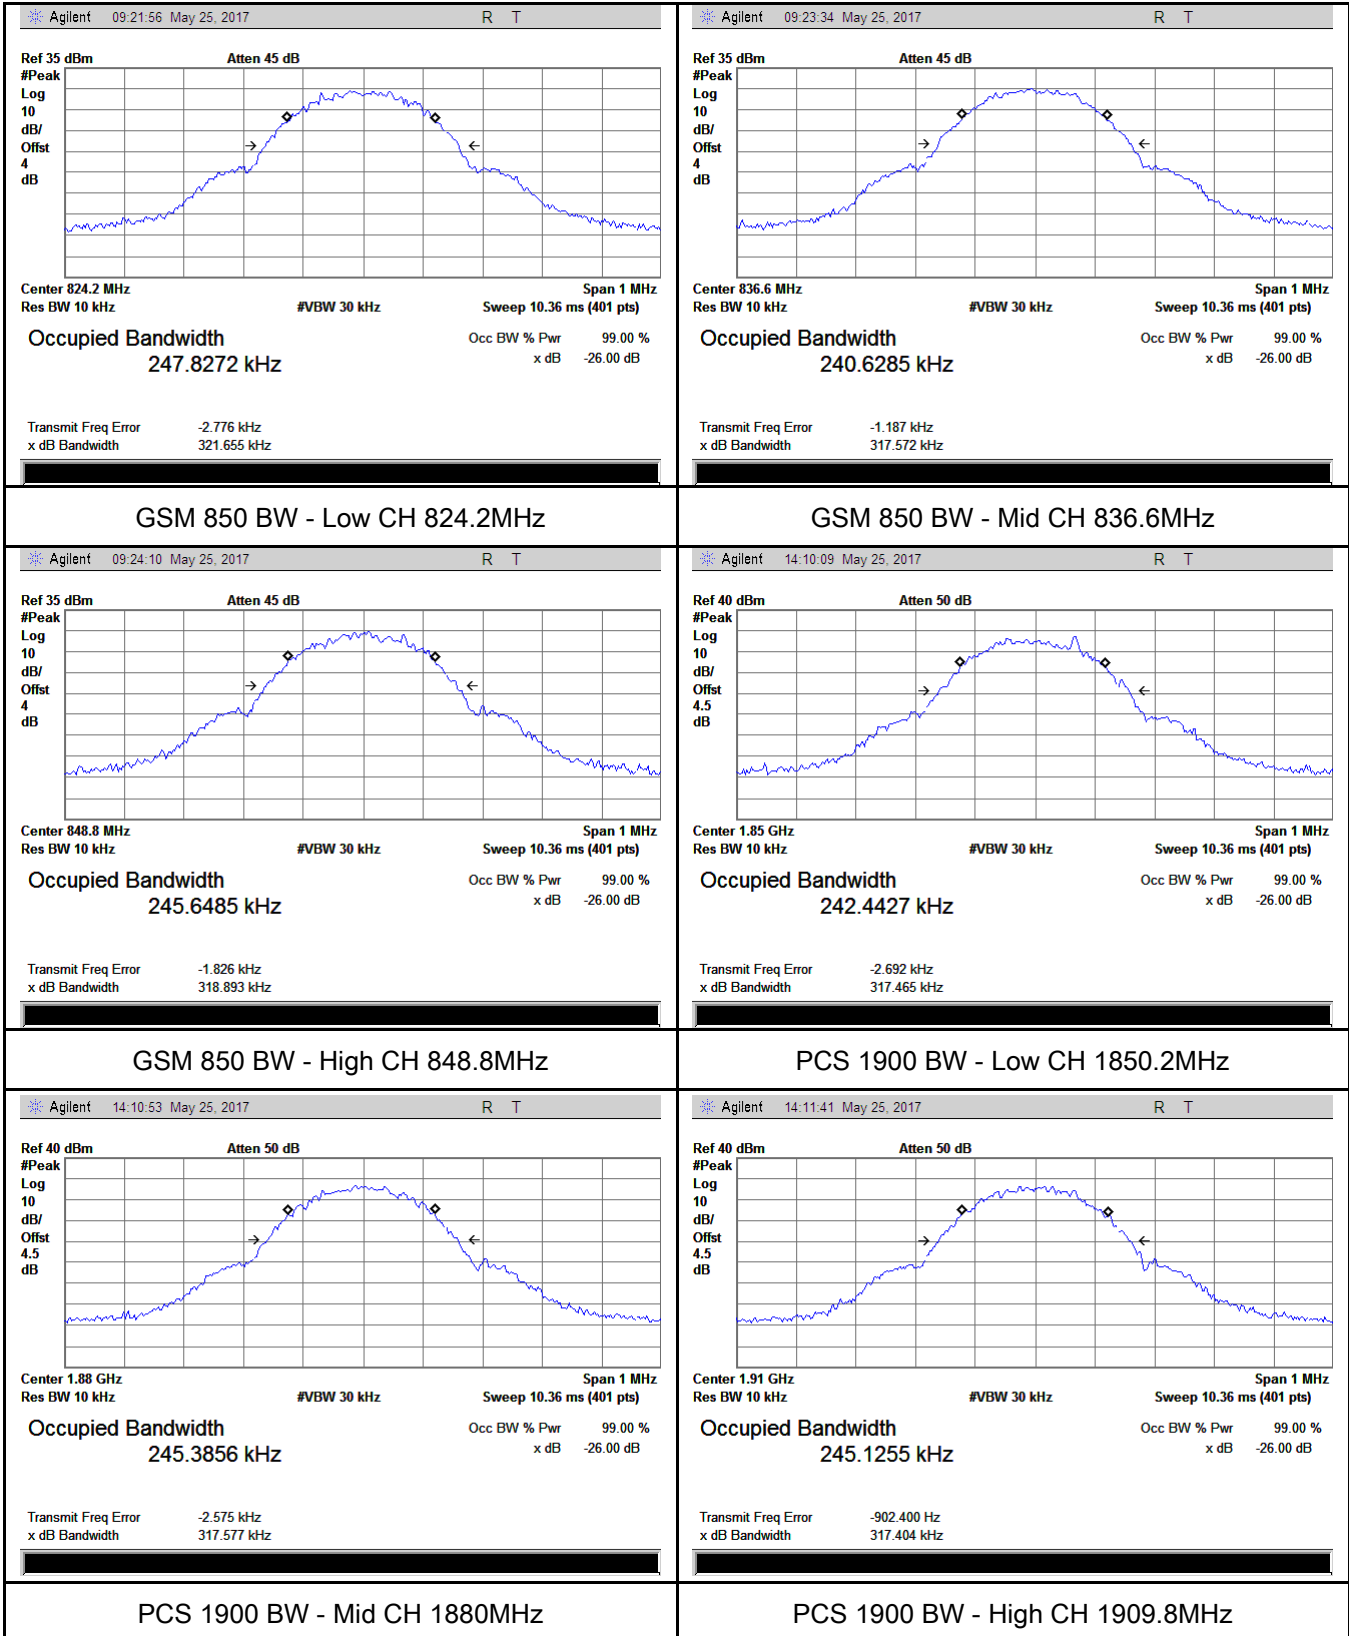 Agilent 09:21:56 May 25, 2017 R T
Ref 35 dBm Atten 45 dB
#Peak
Log
10
dB/
Offst
4
dB
Center 824.2 MHz Span 1 MHz
Res BW 10 kHz #VBW 30 kHz Sweep 10.36 ms (401 pts)
Occupied Bandwidth Occ BW % Pwr 99.00 %
247.8272 kHz x dB -26.00 dB
Transmit Freq Error -2.776 kHz
x dB Bandwidth 321.655 kHz
GSM 850 BW - Low CH 824.2MHz
Agilent 09:23:34 May 25, 2017 R T
Ref 35 dBm Atten 45 dB
#Peak
Log
10
dB/
Offst
4
dB
Center 836.6 MHz Span 1 MHz
Res BW 10 kHz #VBW 30 kHz Sweep 10.36 ms (401 pts)
Occupied Bandwidth Occ BW % Pwr 99.00 %
240.6285 kHz x dB -26.00 dB
Transmit Freq Error -1.187 kHz
x dB Bandwidth 317.572 kHz
GSM 850 BW - Mid CH 836.6MHz
Agilent 09:24:10 May 25, 2017 R T
Ref 35 dBm Atten 45 dB
#Peak
Log
10
dB/
Offst
4
dB
Center 848.8 MHz Span 1 MHz
Res BW 10 kHz #VBW 30 kHz Sweep 10.36 ms (401 pts)
Occupied Bandwidth Occ BW % Pwr 99.00 %
245.6485 kHz x dB -26.00 dB
Transmit Freq Error -1.826 kHz
x dB Bandwidth 318.893 kHz
GSM 850 BW - High CH 848.8MHz
Agilent 14:10:09 May 25, 2017 R T
Ref 40 dBm Atten 50 dB
#Peak
Log
10
dB/
Offst
4.5
dB
Center 1.85 GHz Span 1 MHz
Res BW 10 kHz #VBW 30 kHz Sweep 10.36 ms (401 pts)
Occupied Bandwidth Occ BW % Pwr 99.00 %
242.4427 kHz x dB -26.00 dB
Transmit Freq Error -2.692 kHz
x dB Bandwidth 317.465 kHz
PCS 1900 BW - Low CH 1850.2MHz
Agilent 14:10:53 May 25, 2017 R T
Ref 40 dBm Atten 50 dB
#Peak
Log
10
dB/
Offst
4.5
dB
Center 1.88 GHz Span 1 MHz
Res BW 10 kHz #VBW 30 kHz Sweep 10.36 ms (401 pts)
Occupied Bandwidth Occ BW % Pwr 99.00 %
245.3856 kHz x dB -26.00 dB
Transmit Freq Error -2.575 kHz
x dB Bandwidth 317.577 kHz
PCS 1900 BW - Mid CH 1880MHz
Agilent 14:11:41 May 25, 2017 R T
Ref 40 dBm Atten 50 dB
#Peak
Log
10
dB/
Offst
4.5
dB
Center 1.91 GHz Span 1 MHz
Res BW 10 kHz #VBW 30 kHz Sweep 10.36 ms (401 pts)
Occupied Bandwidth Occ BW % Pwr 99.00 %
245.1255 kHz x dB -26.00 dB
Transmit Freq Error -902.400 Hz
x dB Bandwidth 317.404 kHz
PCS 1900 BW - High CH 1909.8MHz